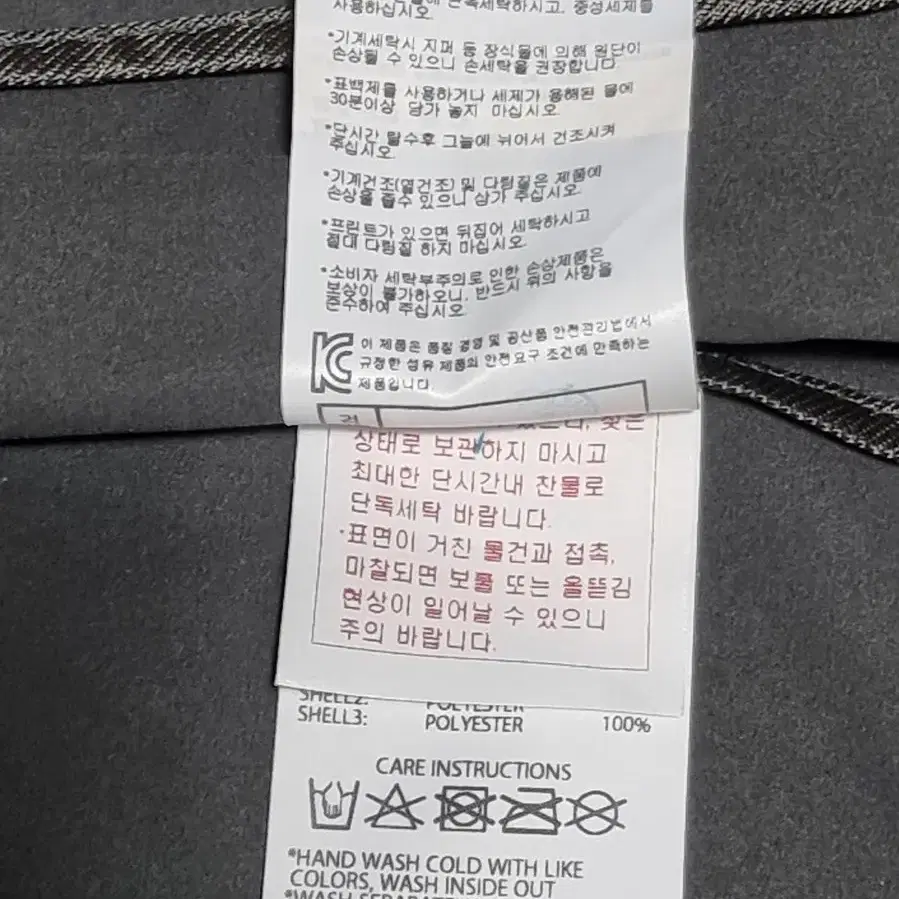 단독세탁하시고, 중성세제를
사용하십시오.
*기계세탁시 지퍼 등 장식물에 의해 원단이
손상될 수 있으니 손세탁을 권장합니다.
*표백제를 사용하거나 세제가 용해된 물에
30분이상 담가 놓지 마십시오.
*단시간 탈수후 그늘에 뉘어서 건조시켜
주십시오.
*기계건조(열건조) 및 다림질은 제품에
손상을 줄수 있으니 삼가 주십시오.
*프린트가 있으면 뒤집어 세탁하시고
절대 다림질 하지 마십시오.
*소비자 세탁부주의로 인한 손상제품은
보상이 불가하오니, 반드시 위의 사항을
준수하여 주십시오.
이 제품은 품질 경영 및 공산품 안전관리법에서
규정한 섬유 제품의 안전요구 조건에 만족하는
제품입니다.
상태로 보관하지 마시고
최대한 단시간내 찬물로
단독세탁 바랍니다.
·표면이 거친 물건과 접촉,
마찰되면 보풀 또는 올뜯김
현상이 일어날 수 있으니
주의 바랍니다.
SHELL2: POLYESTER
SHELL3: POLYESTER 100%
CARE INSTRUCTIONS
*HAND WASH COLD WITH LIKE
COLORS, WASH INSIDE OUT